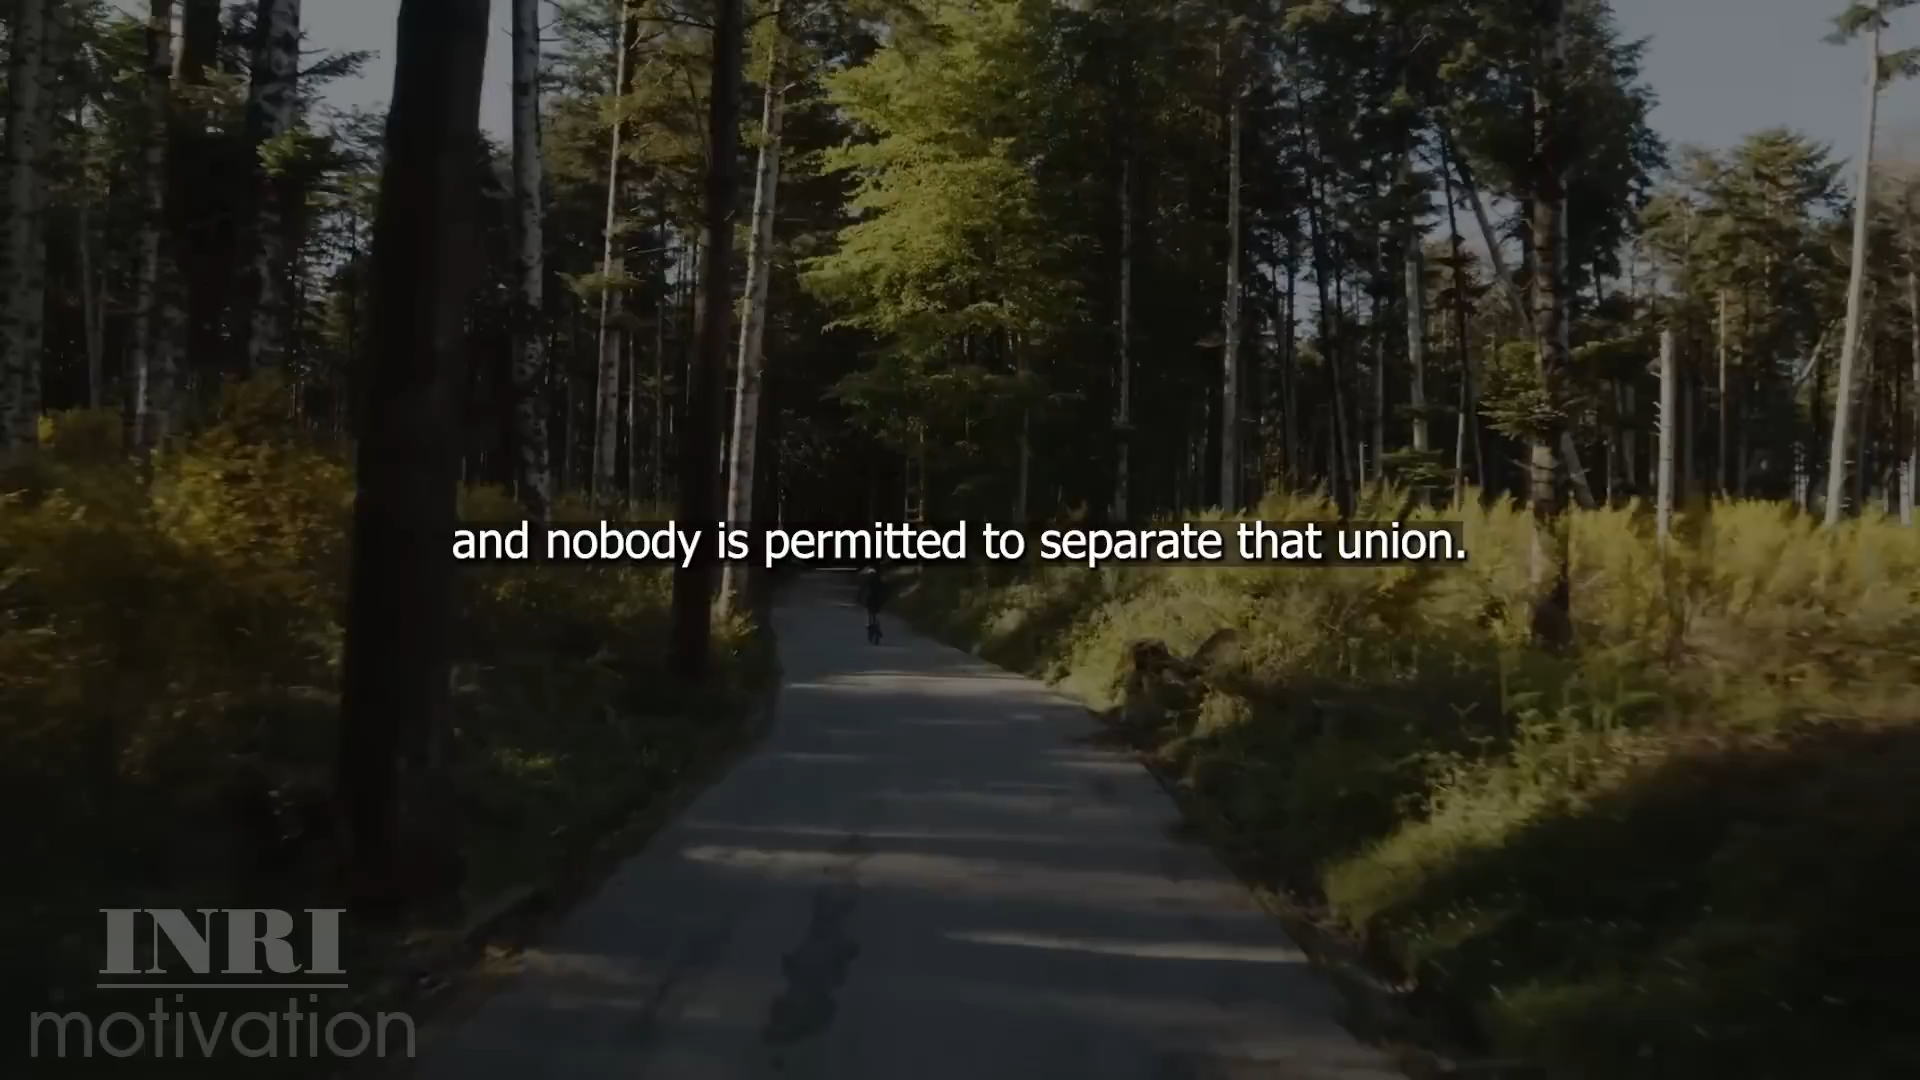 and nobody is permitted to separate that union.
INRI
motivation